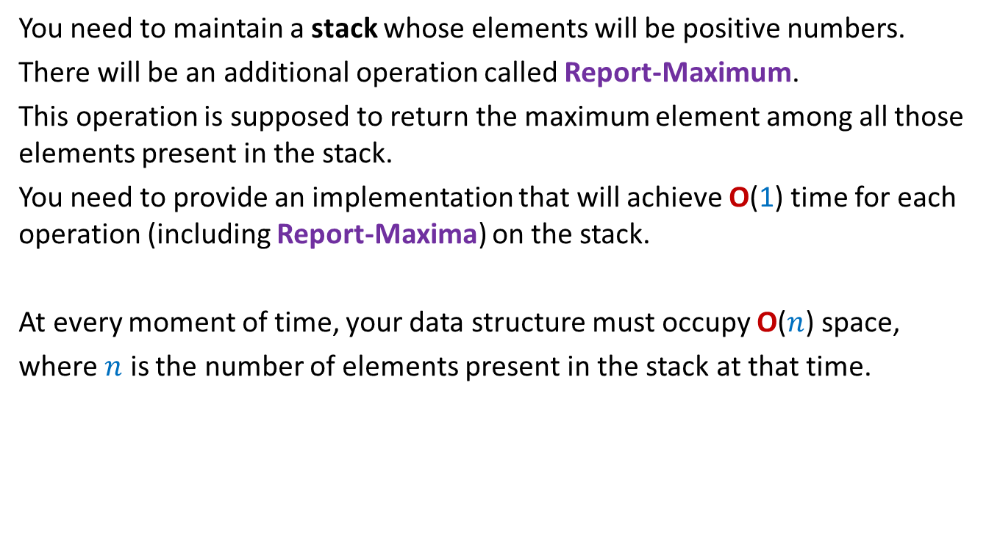 You need to maintain a stack whose elements will be positive numbers.
There will be an additional operation called Report-Maximum.
This operation is supposed to return the maximum element among all those
elements present in the stack.
You need to provide an implementation that will achieve O(1) time for each
operation (including Report-Maxima) on the stack.
At every moment of time, your data structure must occupy O(n) space,
where n is the number of elements present in the stack at that time.